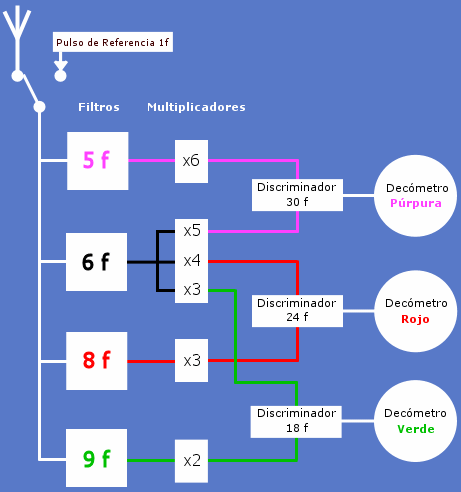 Pulso de Referencia 1f
Filtros
Multiplicadores
5 f
x6
Discriminador
30 f
Decómetro
Púrpura
x5
6 f
x4
x3
Discriminador
24 f
Decómetro
Rojo
8 f
x3
Discriminador
18 f
Decómetro
Verde
9 f
x2